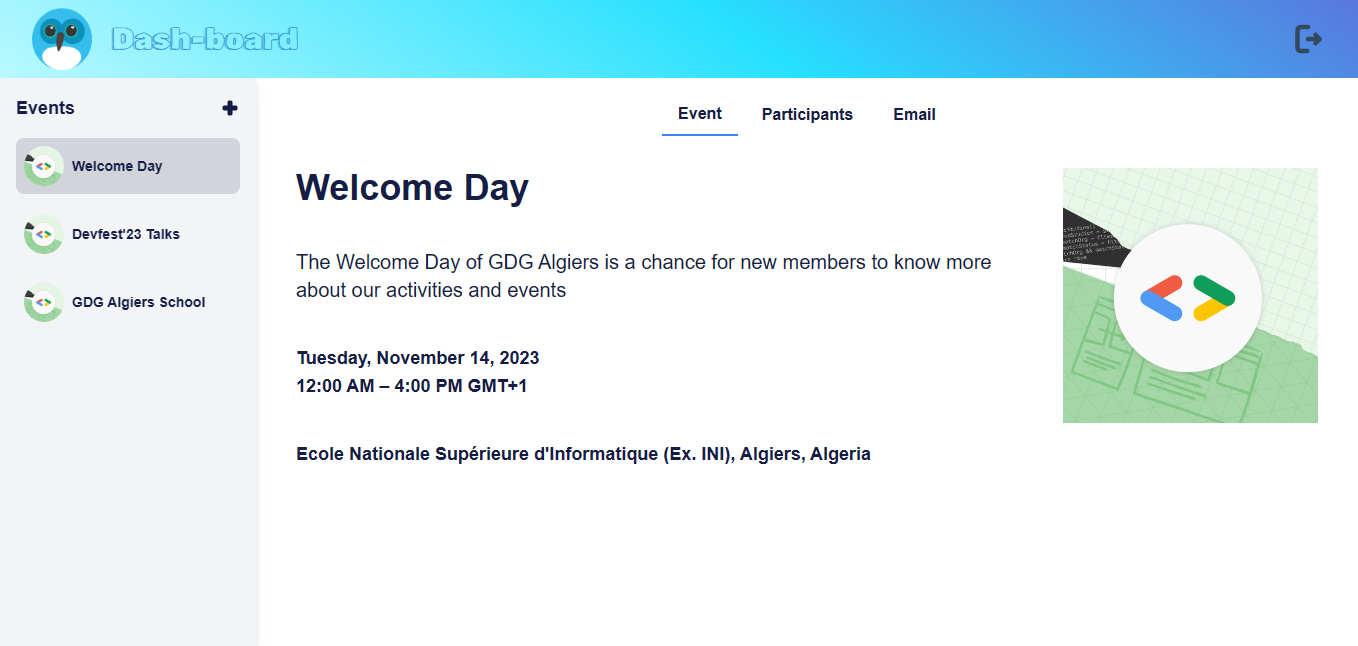 Dash-board
Events
Welcome Day
Devfest'23 Talks
GDG Algiers School
Event Participants Email
Welcome Day
The Welcome Day of GDG Algiers is a chance for new members to know more
about our activities and events
Tuesday, November 14, 2023
12:00 AM – 4:00 PM GMT+1
Ecole Nationale Supérieure d'Informatique (Ex. INI), Algiers, Algeria